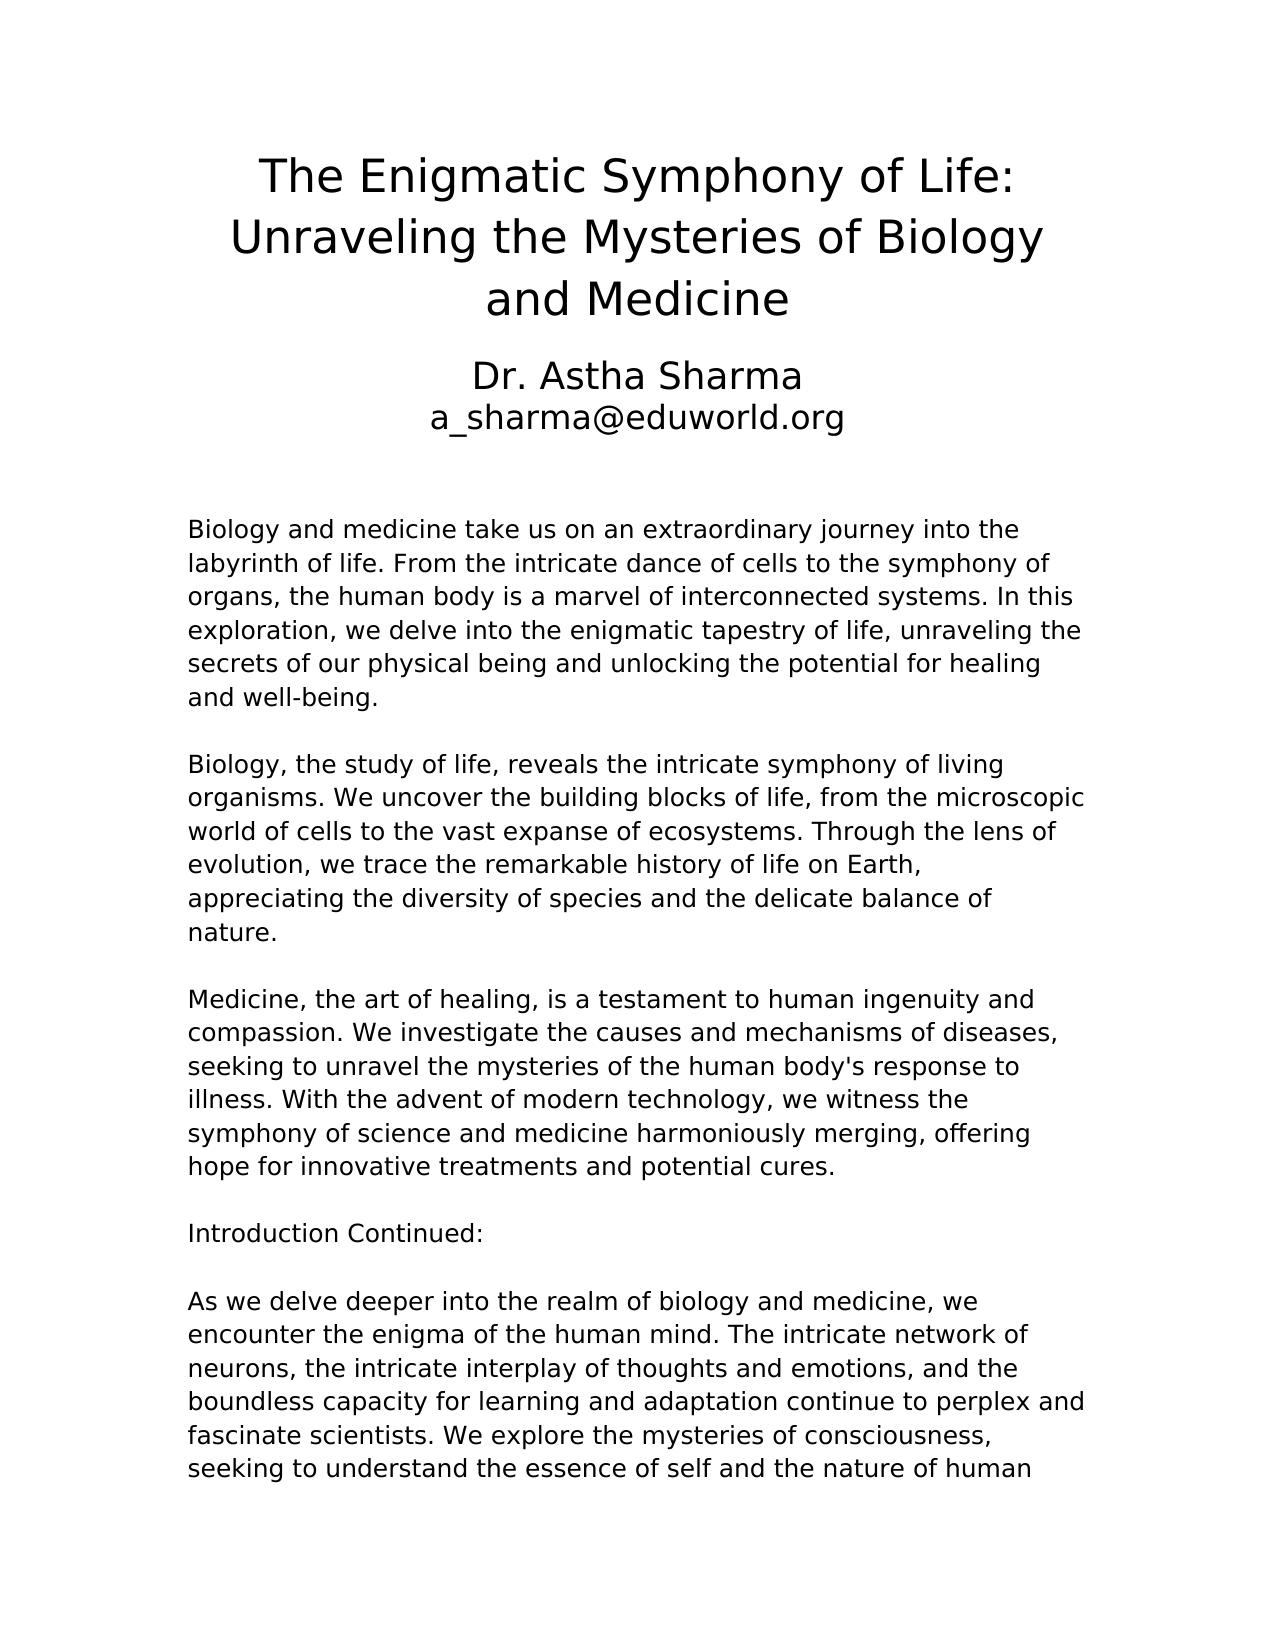 The Enigmatic Symphony of Life:
Unraveling the Mysteries of Biology
and Medicine
Dr. Astha Sharma
a_sharma@eduworld.org
Biology and medicine take us on an extraordinary journey into the
labyrinth of life. From the intricate dance of cells to the symphony of
organs, the human body is a marvel of interconnected systems. In this
exploration, we delve into the enigmatic tapestry of life, unraveling the
secrets of our physical being and unlocking the potential for healing
and well-being.
Biology, the study of life, reveals the intricate symphony of living
organisms. We uncover the building blocks of life, from the microscopic
world of cells to the vast expanse of ecosystems. Through the lens of
evolution, we trace the remarkable history of life on Earth,
appreciating the diversity of species and the delicate balance of
nature.
Medicine, the art of healing, is a testament to human ingenuity and
compassion. We investigate the causes and mechanisms of diseases,
seeking to unravel the mysteries of the human body's response to
illness. With the advent of modern technology, we witness the
symphony of science and medicine harmoniously merging, offering
hope for innovative treatments and potential cures.
Introduction Continued:
As we delve deeper into the realm of biology and medicine, we
encounter the enigma of the human mind. The intricate network of
neurons, the intricate interplay of thoughts and emotions, and the
boundless capacity for learning and adaptation continue to perplex and
fascinate scientists. We explore the mysteries of consciousness,
seeking to understand the essence of self and the nature of human